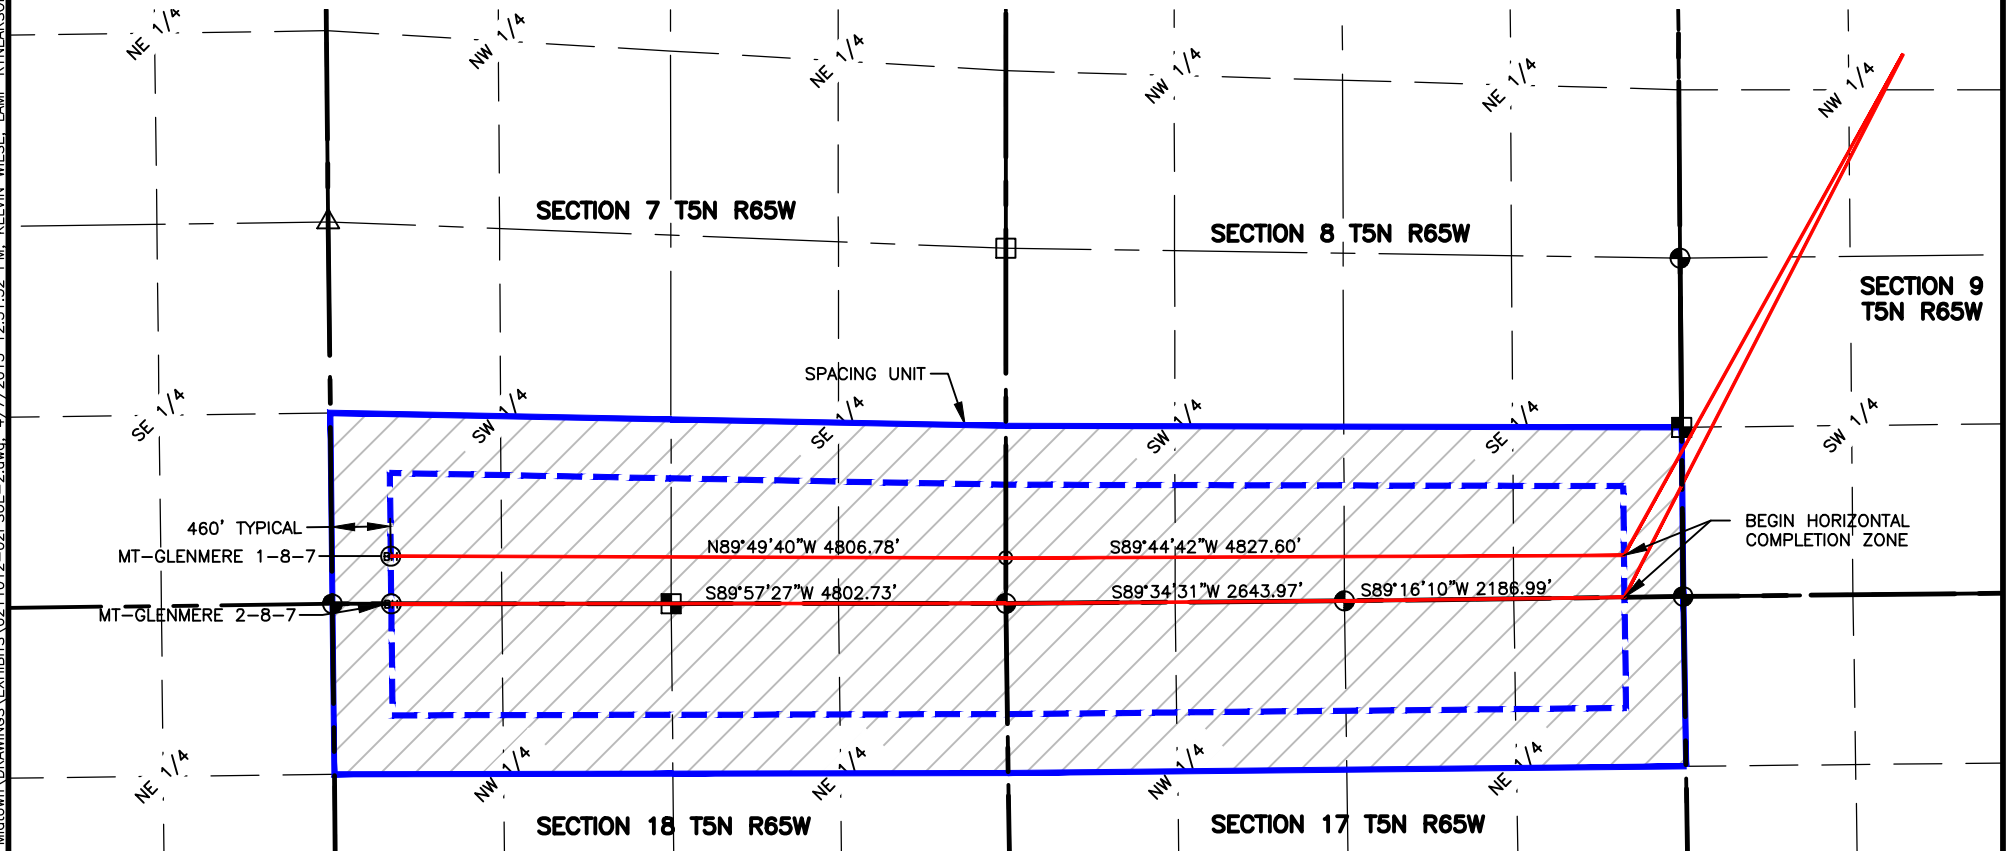 NE 1/4
NW 1/4
NE 1/4
NW 1/4
NE 1/4
NW 1/4
SECTION 7 T5N R65W
SECTION 8 T5N R65W
SECTION 9
T5N R65W
SPACING UNIT
SE 1/4
SW 1/4
SE 1/4
SW 1/4
SE 1/4
SW 1/4
460' TYPICAL
MT-GLENMERE 1-8-7
MT-GLENMERE 2-8-7
N89°49'40"W 4806.78'
S89°44'42"W 4827.60'
S89°57'27"W 4802.73'
S89°34'31"W 2643.97'
S89°16'10"W 2186.99'
BEGIN HORIZONTAL
COMPLETION ZONE
NE 1/4
NW 1/4
NE 1/4
NW 1/4
NE 1/4
SECTION 18 T5N R65W
SECTION 17 T5N R65W